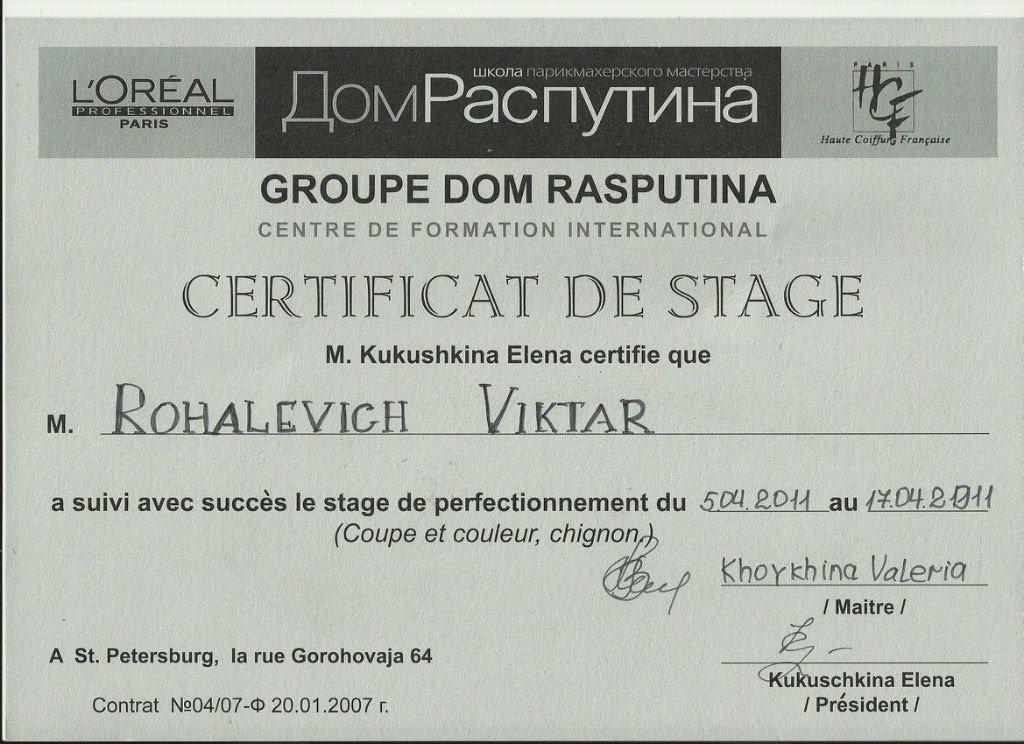 L'ORÉAL
PROFESSIONNEL
PARIS
школа парикмахерского мастерства
ДомРаспутина
PARIS
HCF
Haute Coiffure Française
GROUPE DOM RASPUTINA
CENTRE DE FORMATION INTERNATIONAL
CERTIFICAT DE STAGE
M. Kukushkina Elena certifie que
M. ROHALEVICH VIKTAR
a suivi avec succès le stage de perfectionnement du 5.04.2011 au 17.04.2011
(Coupe et couleur, chignon,)
Khoykhina Valeria
/ Maitre /
A St. Petersburg, la rue Gorohovaja 64
Kukuschkina Elena
Contrat №04/07-Ф 20.01.2007 г.
/ Président /